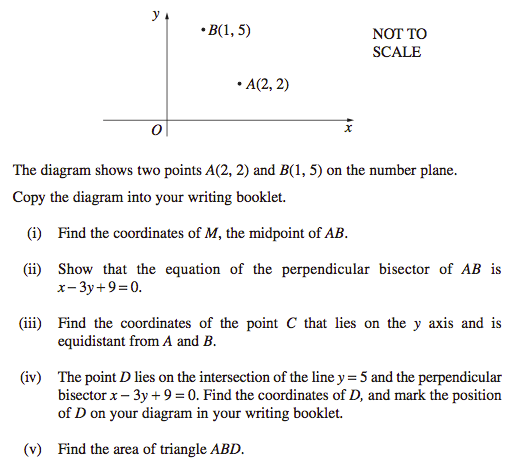 y
B(1, 5)
NOT TO
SCALE
A(2, 2)
O
x
The diagram shows two points A(2, 2) and B(1, 5) on the number plane.
Copy the diagram into your writing booklet.
(i) Find the coordinates of M, the midpoint of AB.
(ii) Show that the equation of the perpendicular bisector of AB is
x – 3y + 9 = 0.
(iii) Find the coordinates of the point C that lies on the y axis and is
equidistant from A and B.
(iv) The point D lies on the intersection of the line y = 5 and the perpendicular
bisector x – 3y + 9 = 0. Find the coordinates of D, and mark the position
of D on your diagram in your writing booklet.
(v) Find the area of triangle ABD.